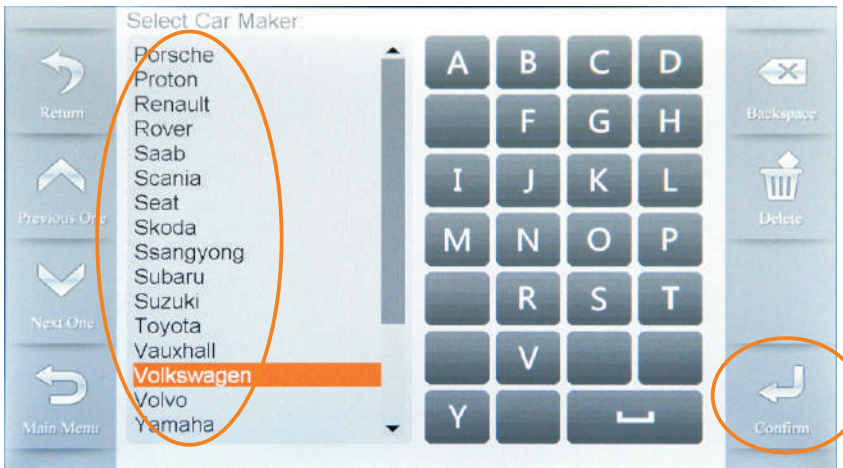 Select Car Maker:
Return
Previous One
Next One
Main Menu
Porsche
Proton
Renault
Rover
Saab
Scania
Seat
Skoda
Ssangyong
Subaru
Suzuki
Toyota
Vauxhall
Volkswagen
Volvo
Yamaha
A B C D
F G H
I J K L
M N O P
R S T
V
Y
Backspace
Delete
Confirm